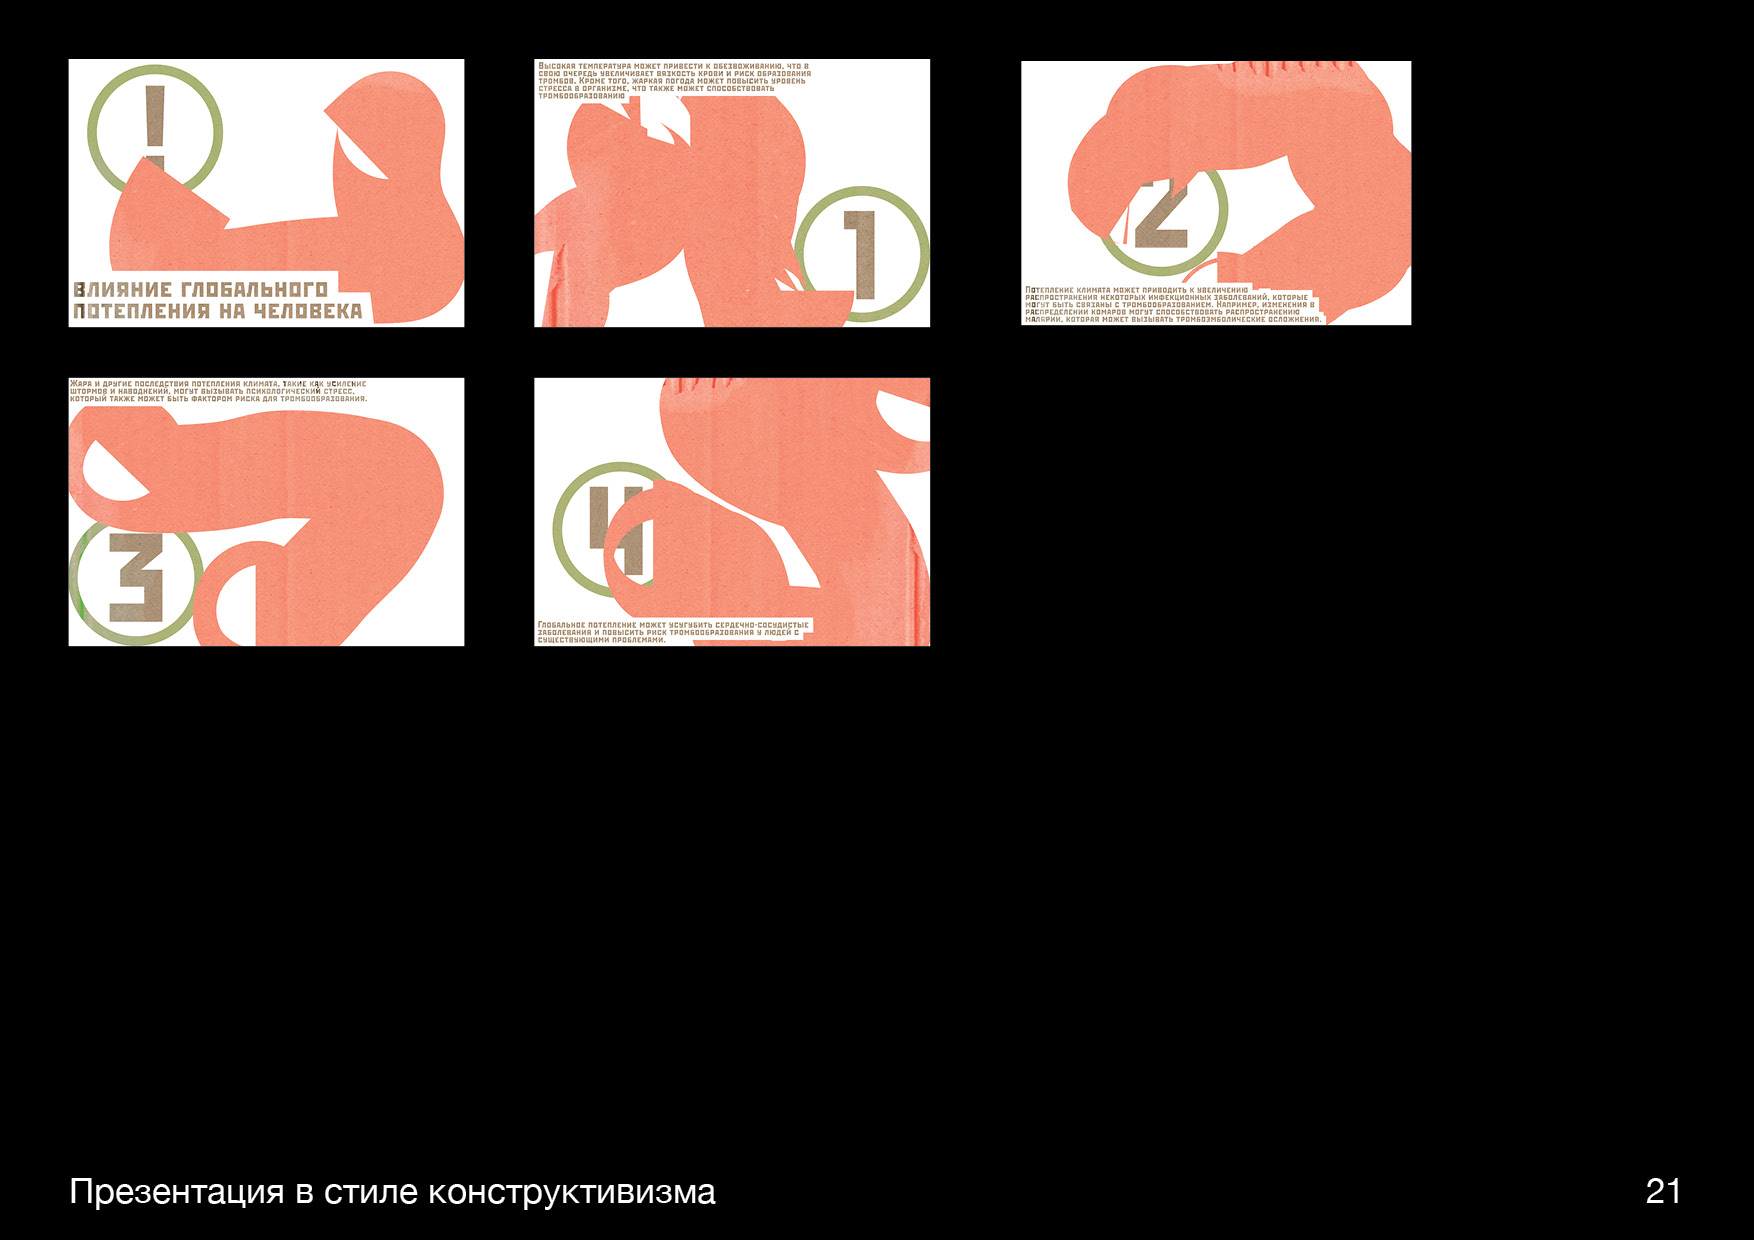 !
ВЛИЯНИЕ ГЛОБАЛЬНОГО
ПОТЕПЛЕНИЯ НА ЧЕЛОВЕКА
Высокая температура может привести к обезвоживанию, что в
свою очередь увеличивает вязкость крови и риск образования
тромбов. Кроме того, жаркая погода может повысить уровень
стресса в организме, что также может способствовать
тромбообразованию
1
2
Потепление климата может приводить к увеличению
распространения некоторых инфекционных заболеваний, которые
могут быть связаны с тромбообразованием. Например, изменения в
распределении комаров могут способствовать распространению
малярии, которая может вызывать тромбоэмболические осложнения.
Жара и другие последствия потепления климата, такие как усиление
штормов и наводнений, могут вызывать психологический стресс,
который также может быть фактором риска для тромбообразования.
3
4
Глобальное потепление может усугубить сердечно-сосудистые
заболевания и повысить риск тромбообразования у людей с
существующими проблемами.
Презентация в стиле конструктивизма
21